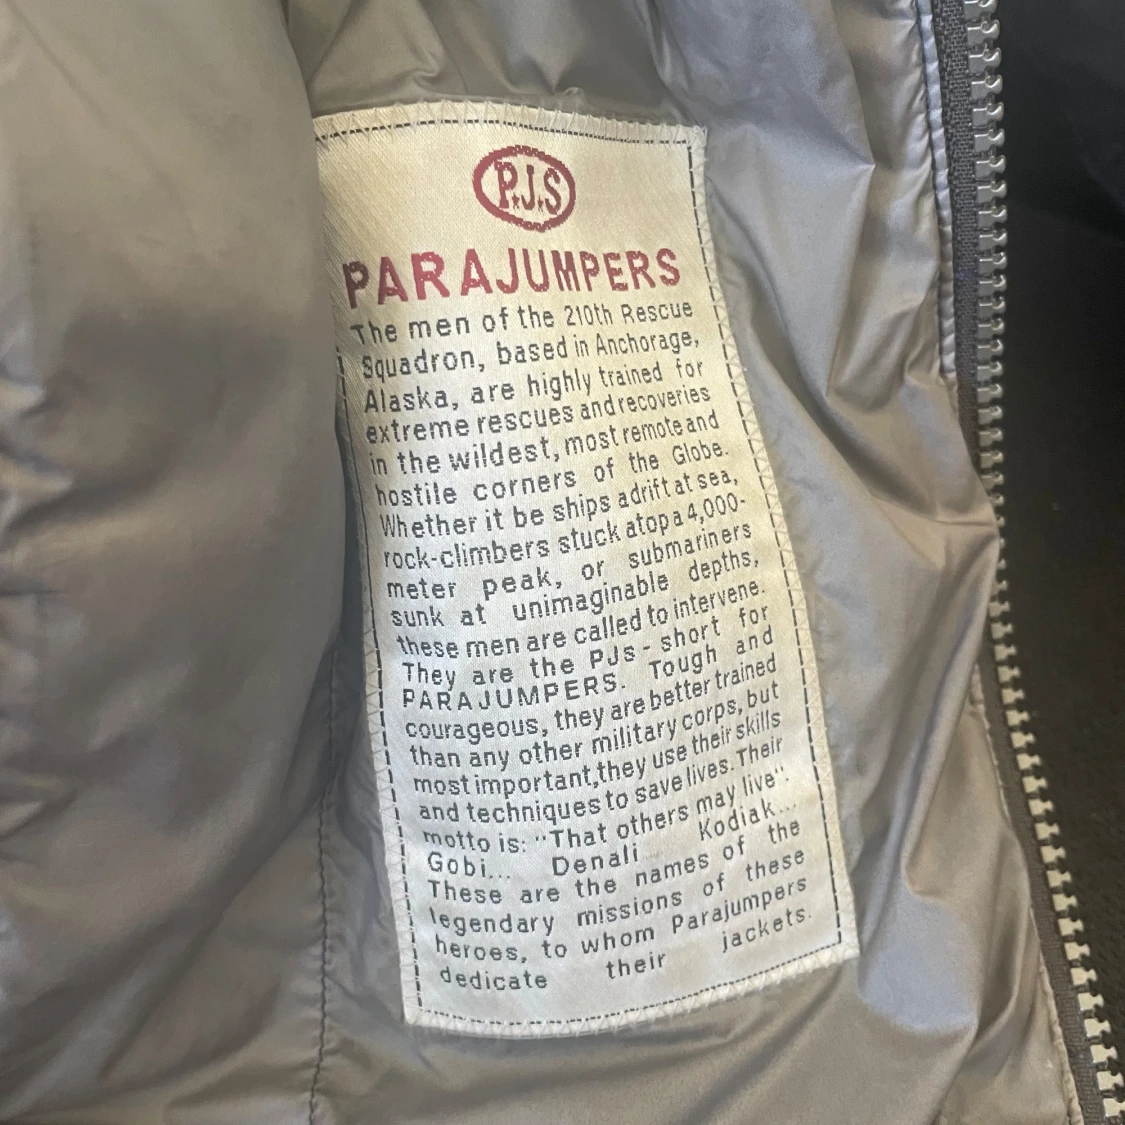 P.J.S
PARAJUMPERS
The men of the 210th Rescue
Squadron, based in Anchorage,
Alaska, are highly trained for
extreme rescues and recoveries
in the wildest, most remote and
hostile corners of the Globe.
Whether it be ships adrift at sea,
rock-climbers stuck atop a 4,000-
meter peak, or submariners
sunk at unimaginable depths,
these men are called to intervene.
They are the PJs - short for
PARAJUMPERS. Tough and
courageous, they are better trained
than any other military corps, but
most important, they use their skills
and techniques to save lives. Their
motto is: "That others may live".
Gobi... Denali Kodiak...
These are the names of the
legendary missions of these
heroes, to whom Parajumpers
dedicate their jackets.